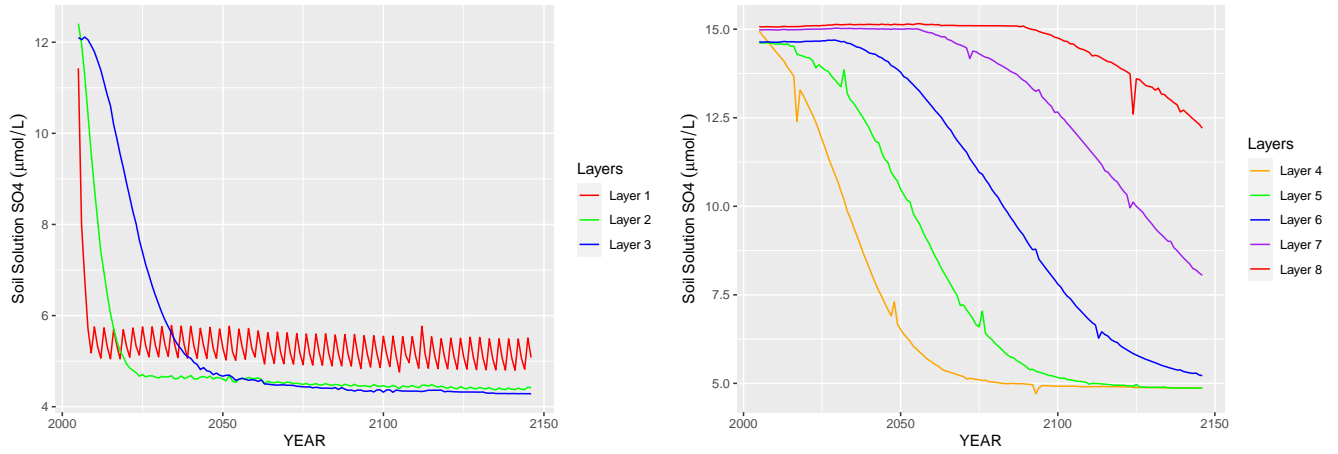 Soil Solution SO4 (μmol/L)
12
10
8
6
4
2000
2050
2100
2150
YEAR
Layers
Layer 1
Layer 2
Layer 3
Soil Solution SO4 (μmol/L)
15.0
12.5
10.0
7.5
5.0
2000
2050
2100
2150
YEAR
Layers
Layer 4
Layer 5
Layer 6
Layer 7
Layer 8